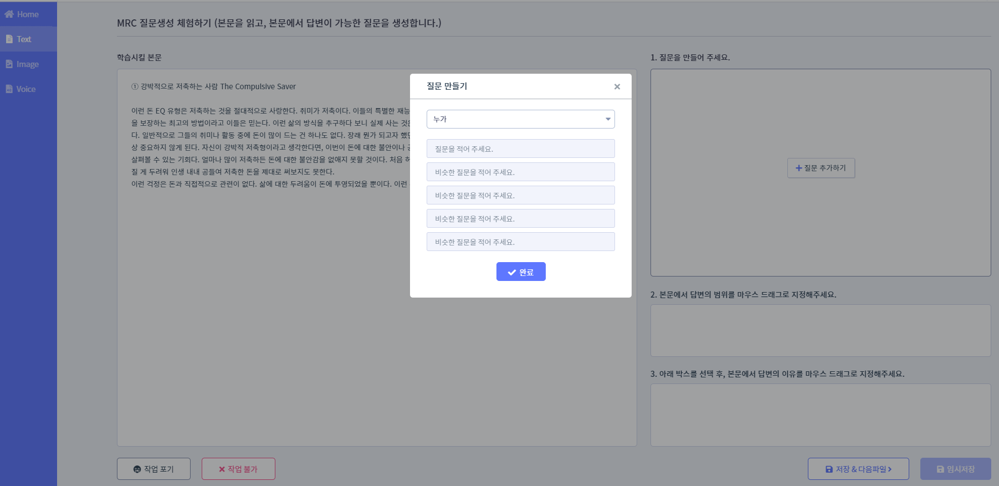 Home
Text
Image
Voice
MRC 질문생성 체험하기 (본문을 읽고, 본문에서 답변이 가능한 질문을 생성합니다.)
학습시킬 본문
① 강박적으로 저축하는 사람 The Compulsive Saver
이런 돈 EQ 유형은 저축하는 것을 절대적으로 사랑한다. 취미가 저축이다. 이들의 특별한 재능
을 보장하는 최고의 방법이라고 이들은 믿는다. 이런 삶의 방식을 추구하다 보니 실제 사는 것은
다. 일반적으로 그들의 취미나 활동 중에 돈이 많이 드는 건 하나도 없다. 장래 뭔가 되고자 했던
상 중요하지 않게 된다. 자신이 강박적 저축형이라고 생각한다면, 이번이 돈에 대한 불안이나
살펴볼 수 있는 기회다. 얼마나 많이 저축하든 돈에 대한 불안감을 없애지 못할 것이다. 처음
질 게 두려워 인생 내내 공들여 저축한 돈을 제대로 써보지도 못한다.
이런 걱정은 돈과 직접적으로 관련이 없다. 삶에 대한 두려움이 돈에 투영되었을 뿐이다. 이런
질문 만들기
누가
질문을 적어 주세요.
비슷한 질문을 적어 주세요.
비슷한 질문을 적어 주세요.
비슷한 질문을 적어 주세요.
비슷한 질문을 적어 주세요.
완료
1. 질문을 만들어 주세요.
질문 추가하기
2. 본문에서 답변의 범위를 마우스 드래그로 지정해주세요.
3. 아래 박스를 선택 후, 본문에서 답변의 이유를 마우스 드래그로 지정해주세요.
작업 포기
작업 불가
저장 & 다음파일
임시저장